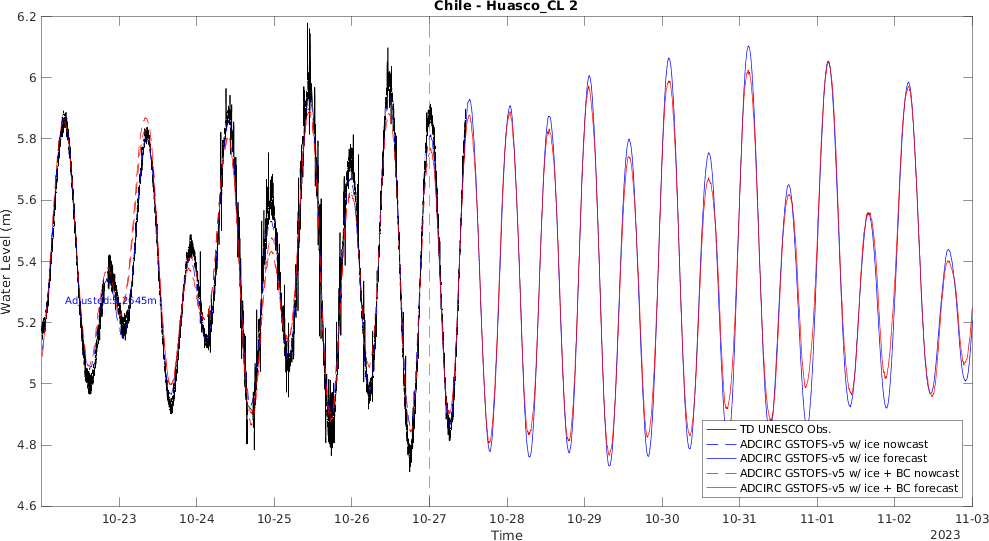 Chile - Huasco_CL 2
6.2
6
5.8
5.6
5.4
5.2
5
4.8
4.6
Water Level (m)
TD UNESCO Obs.
ADCIRC GSTOFS-v5 w/ ice nowcast
ADCIRC GSTOFS-v5 w/ ice forecast
ADCIRC GSTOFS-v5 w/ ice + BC nowcast
ADCIRC GSTOFS-v5 w/ ice + BC forecast
10-23 10-24 10-25 10-26 10-27 10-28 10-29 10-30 10-31 11-01 11-02 11-03
Time
2023